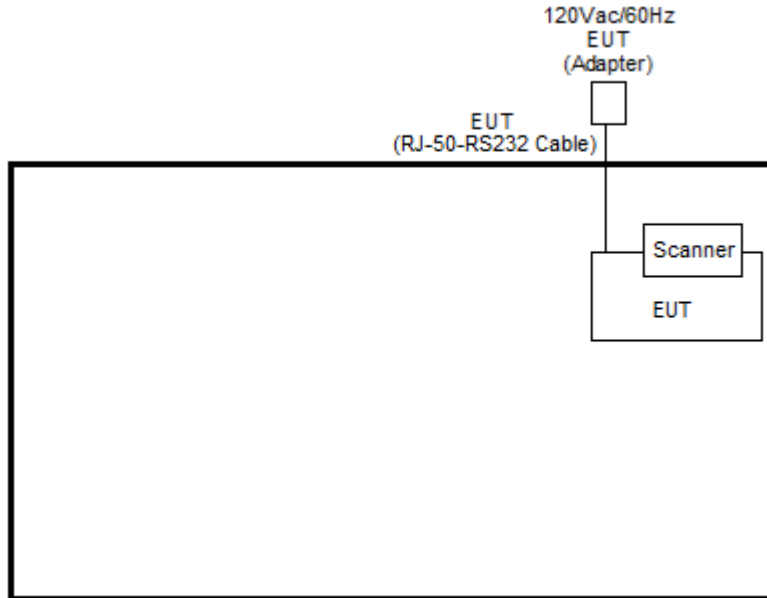 120Vac/60Hz
EUT
(Adapter)
EUT
(RJ-50-RS232 Cable)
Scanner
EUT